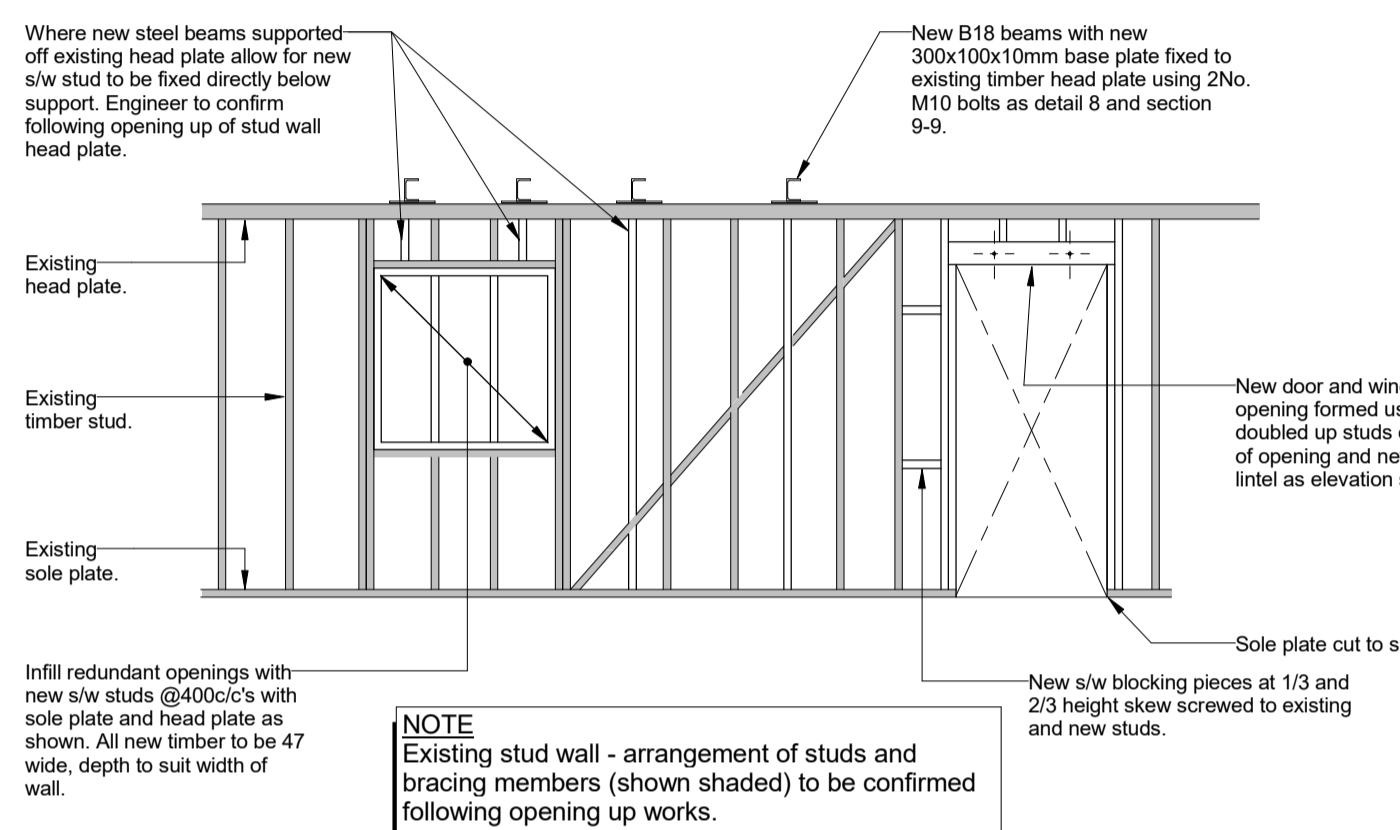 Where new steel beams supported
off existing head plate allow for new
s/w stud to be fixed directly below
support. Engineer to confirm
following opening up of stud wall
head plate.
New B18 beams with new
300x100x10mm base plate fixed to
existing timber head plate using 2No.
M10 bolts as detail 8 and section
9-9.
Existing
head plate.
Existing
timber stud.
New door and win
opening formed us
doubled up studs
of opening and ne
lintel as elevation
Existing
sole plate.
Sole plate cut to s
Infill redundant openings with
new s/w studs @400c/c's with
sole plate and head plate as
shown. All new timber to be 47
wide, depth to suit width of
wall.
New s/w blocking pieces at 1/3 and
2/3 height skew screwed to existing
and new studs.
NOTE
Existing stud wall - arrangement of studs and
bracing members (shown shaded) to be confirmed
following opening up works.